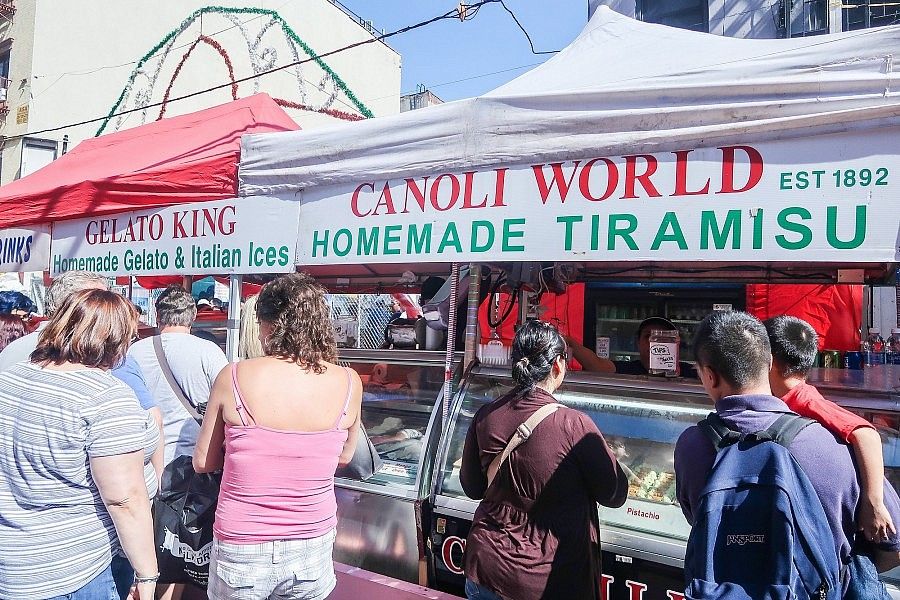 RINKS
GELATO KING
Homemade Gelato & Italian Ices
CANOLI WORLD
EST 1892
HOMEMADE TIRAMISU
TIPS
Pistachio
JANSPORT